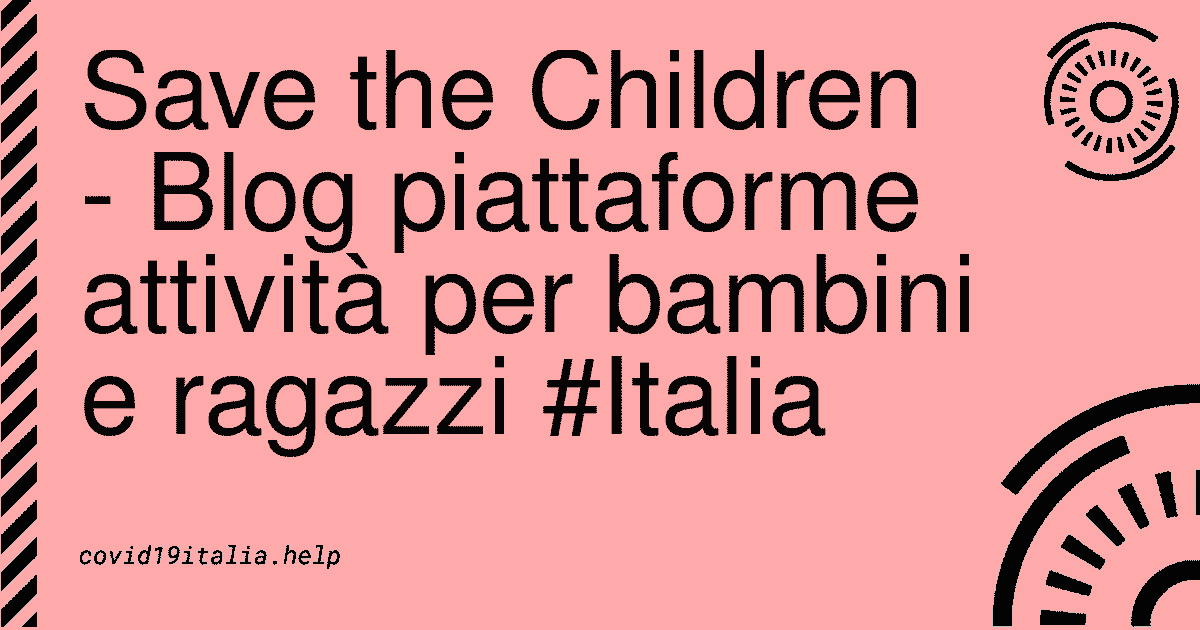 Save the Children
- Blog piattaforme
attività per bambini
e ragazzi #Italia
covid19italia.help